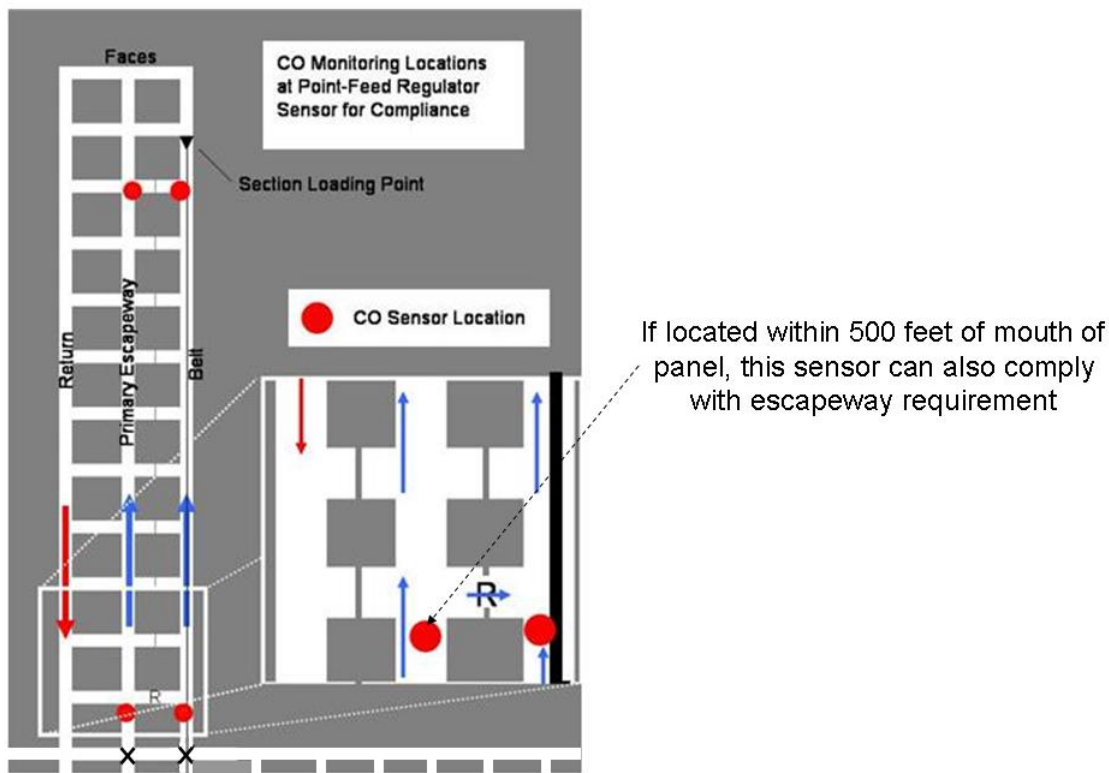 Faces
CO Monitoring Locations
at Point-Feed Regulator
Sensor for Compliance
Section Loading Point
CO Sensor Location
Return
Primary Escapeway
Belt
If located within 500 feet of mouth of
panel, this sensor can also comply
with escapeway requirement
R
R
X
X